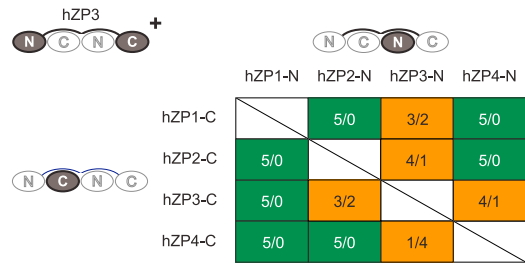 hZP3
N C N C +
N C N C
hZP1-N hZP2-N hZP3-N hZP4-N
hZP1-C 5/0 3/2 5/0
hZP2-C 5/0 4/1 5/0
N C N C
hZP3-C 5/0 3/2 4/1
hZP4-C 5/0 5/0 1/4